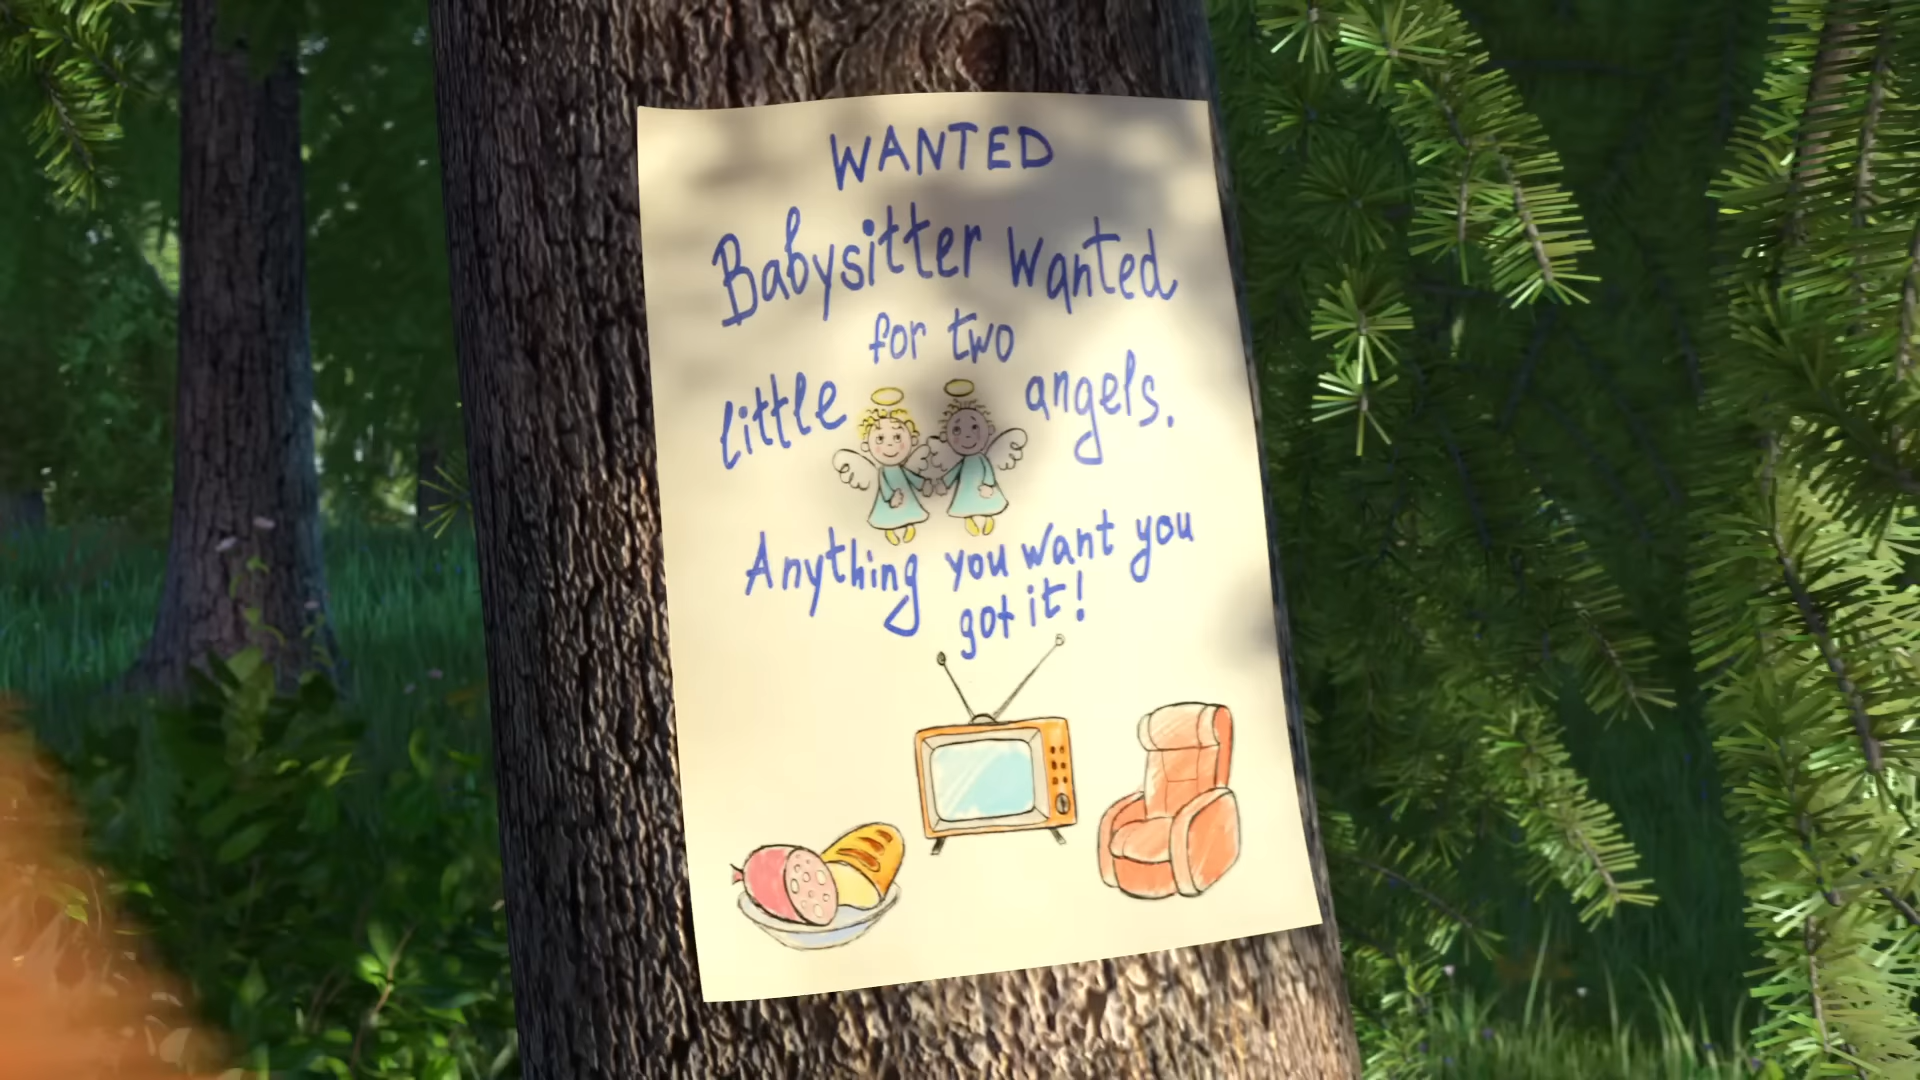 WANTED
Babysitter wanted
for two
little angels.
Anything you want you
got it!